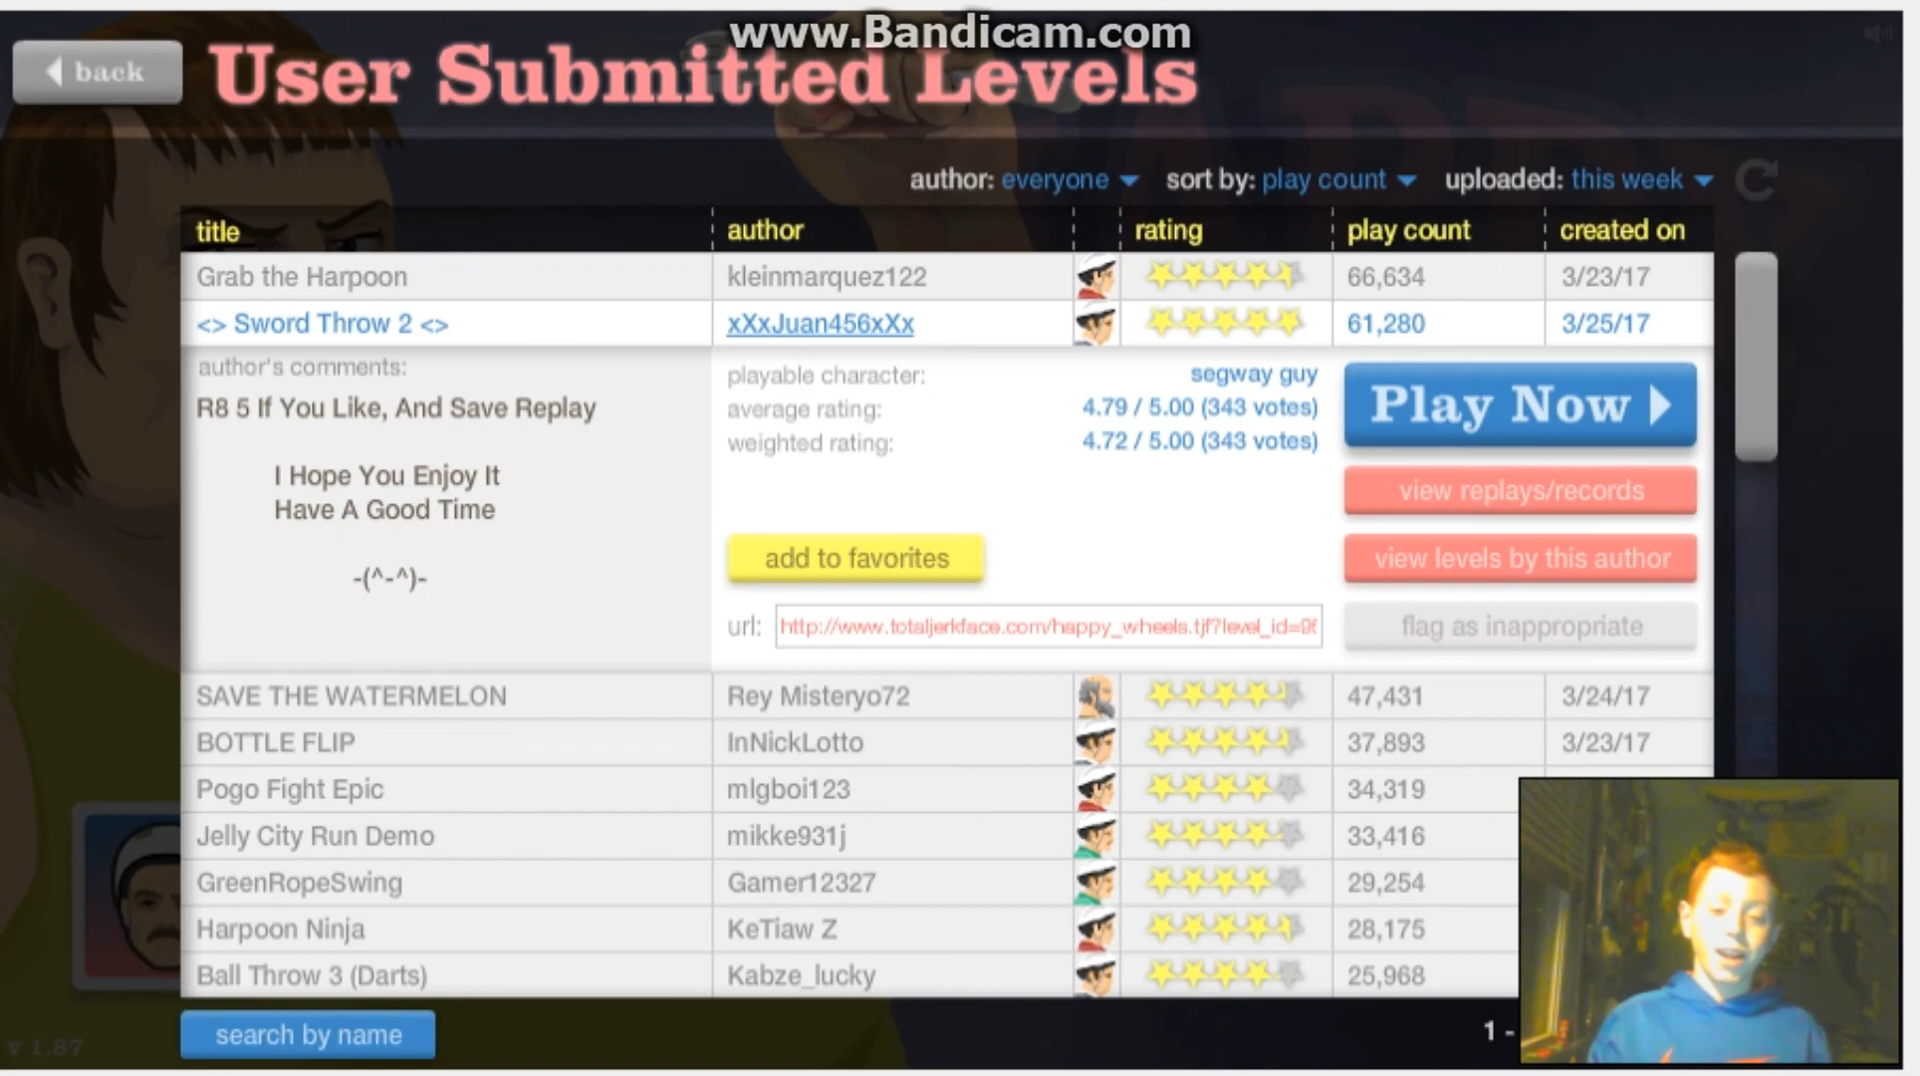 www.Bandicam.com
back
User Submitted Levels
author: everyone sort by: play count uploaded: this week
title author rating play count created on
Grab the Harpoon kleinmarquez122 66,634 3/23/17
<> Sword Throw 2 <> xXxJuan456xXx 61,280 3/25/17
author's comments:
R8 5 If You Like, And Save Replay
I Hope You Enjoy It
Have A Good Time
-(^-^)-
playable character: segway guy
average rating: 4.79 / 5.00 (343 votes)
weighted rating: 4.72 / 5.00 (343 votes)
add to favorites
url: http://www.totaljerkface.com/happy_wheels.tjf?level_id=
Play Now
view replays/records
view levels by this author
flag as inappropriate
SAVE THE WATERMELON Rey Misteryo72 47,431 3/24/17
BOTTLE FLIP InNickLotto 37,893 3/23/17
Pogo Fight Epic mlgboi123 34,319
Jelly City Run Demo mikke931j 33,416
GreenRopeSwing Gamer12327 29,254
Harpoon Ninja KeTiaw Z 28,175
Ball Throw 3 (Darts) Kabze_lucky 25,968
search by name
1 -
v 1.87